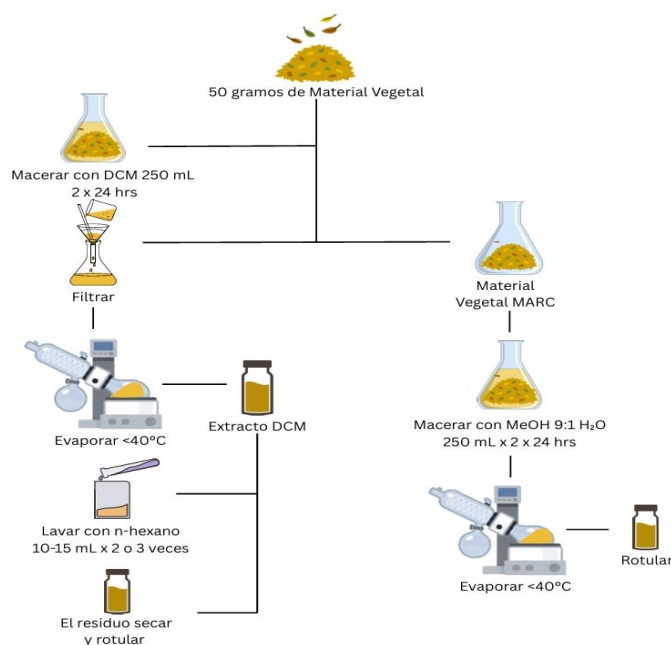 50 gramos de Material Vegetal
Macerar con DCM 250 mL
2 x 24 hrs
Filtrar
Evaporar <40°C
Extracto DCM
Lavar con n-hexano
10-15 mL x 2 o 3 veces
El residuo secar
y rotular
Material
Vegetal MARC
Macerar con MeOH 9:1 H₂O
250 mL x 2 x 24 hrs
Evaporar <40°C
Rotular